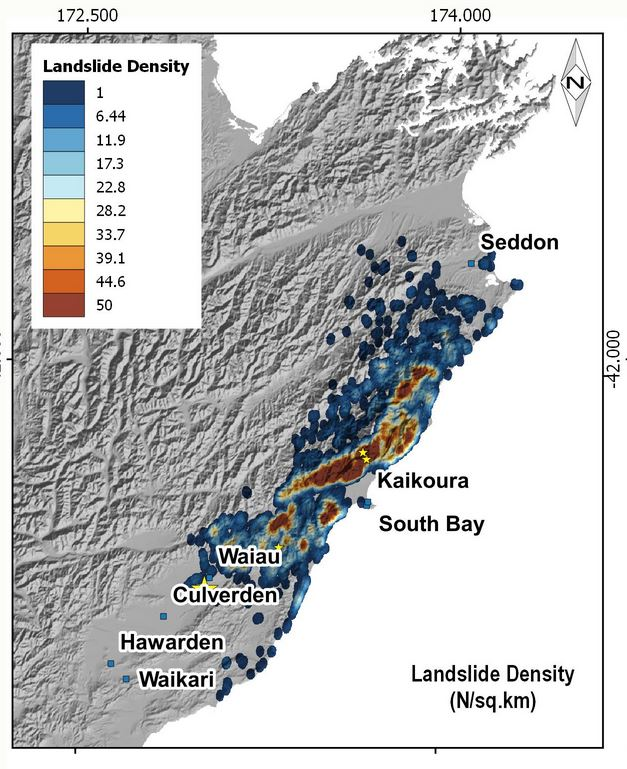 172.500
174.000
Landslide Density
1
6.44
11.9
17.3
22.8
28.2
33.7
39.1
44.6
50
N
Seddon
-42.000
Kaikoura
South Bay
Waiau
Culverden
Hawarden
Waikari
Landslide Density
(N/sq.km)